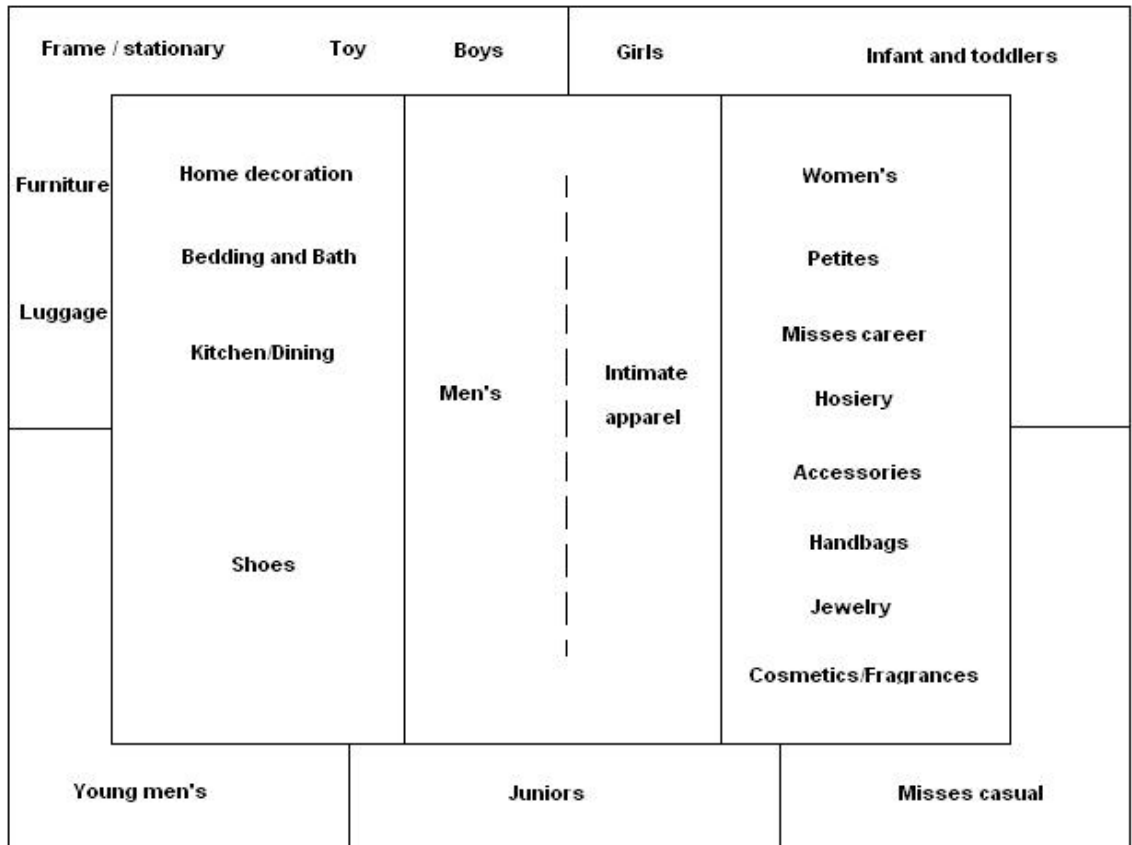 Frame / stationary
Toy
Boys
Girls
Infant and toddlers
Furniture
Luggage
Home decoration
Bedding and Bath
Kitchen/Dining
Shoes
Men's
Intimate
apparel
Women's
Petites
Misses career
Hosiery
Accessories
Handbags
Jewelry
Cosmetics/Fragrances
Young men's
Juniors
Misses casual